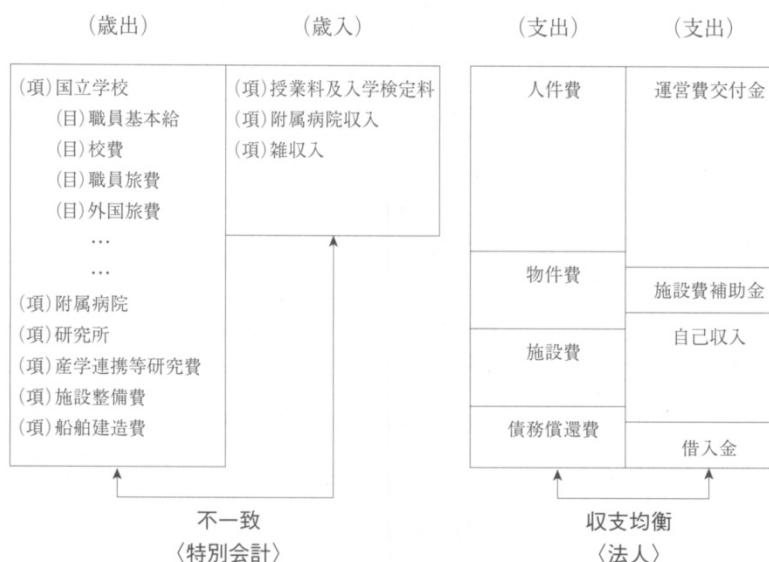 （歳出）
（歳入）
(項)国立学校
(目)職員基本給
(目)校費
(目)職員旅費
(目)外国旅費
…
…
(項)附属病院
(項)研究所
(項)産学連携等研究費
(項)施設整備費
(項)船舶建造費
(項)授業料及入学検定料
(項)附属病院収入
(項)雑収入
不一致
〈特別会計〉
（支出）
（支出）
人件費
物件費
施設費
債務償還費
運営費交付金
施設費補助金
自己収入
借入金
収支均衡
〈法人〉